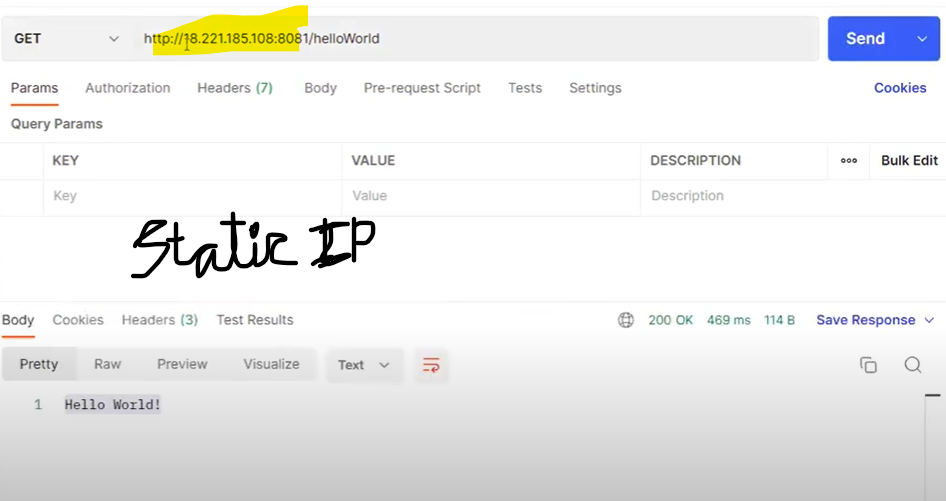 GET http://18.221.185.108:8081/helloWorld Send
Params Authorization Headers (7) Body Pre-request Script Tests Settings Cookies
Query Params
KEY VALUE DESCRIPTION ooo Bulk Edit
Key Value Description
Static IP
Body Cookies Headers (3) Test Results 200 OK 469 ms 114 B Save Response
Pretty Raw Preview Visualize Text
1 Hello World!